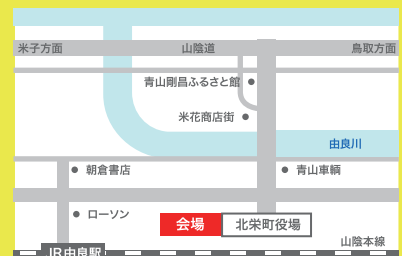 米子方面
山陰道
鳥取方面
青山剛昌ふるさと館
米花商店街
由良川
朝倉書店
青山車輌
ローソン
会場
北栄町役場
山陰本線
JR由良駅